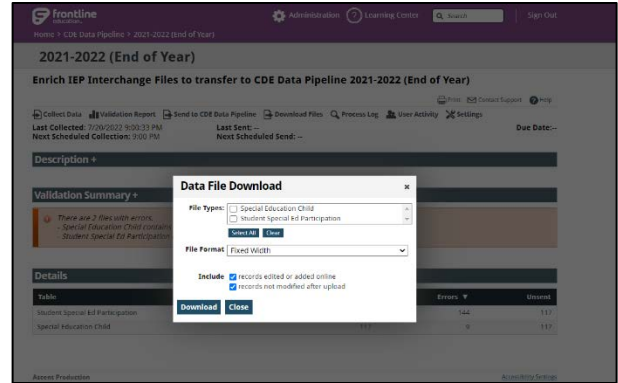 frontline
education.
Administration
Learning Center
Search
Sign Out
Home > CDE Data Pipeline > 2021-2022 (End of Year)
2021-2022 (End of Year)
Enrich IEP Interchange Files to transfer to CDE Data Pipeline 2021-2022 (End of Year)
Print Contact Support Help
Collect Data Validation Report Send to CDE Data Pipeline Download Files Process Log User Activity Settings
Last Collected: 7/20/2022 9:00:33 PM Last Sent: -- Due Date:--
Next Scheduled Collection: 9:00 PM Next Scheduled Send: --
Description +
Validation Summary +
There are 2 files with errors.
- Special Education Child contains
- Student Special Ed Participation
Data File Download
File Types: Special Education Child
Student Special Ed Participation
Select All Clear
File Format Fixed Width
Include records edited or added online
records not modified after upload
Download Close
Details
Table Errors Unsent
Student Special Ed Participation 144 117
Special Education Child 117 117
Access Production Accessibility Settings